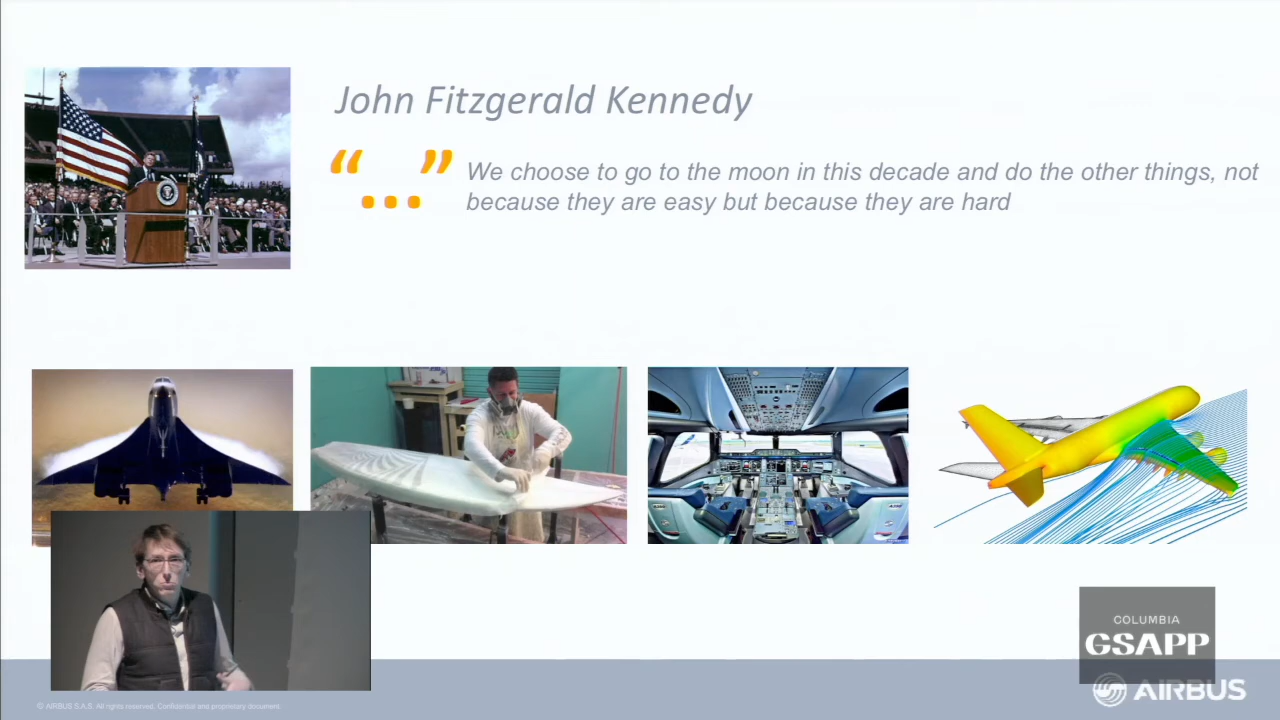 John Fitzgerald Kennedy
“...”
We choose to go to the moon in this decade and do the other things, not
because they are easy but because they are hard
COLUMBIA
GSAPP
AIRBUS
© AIRBUS S.A.S. All rights reserved. Confidential and proprietary document.